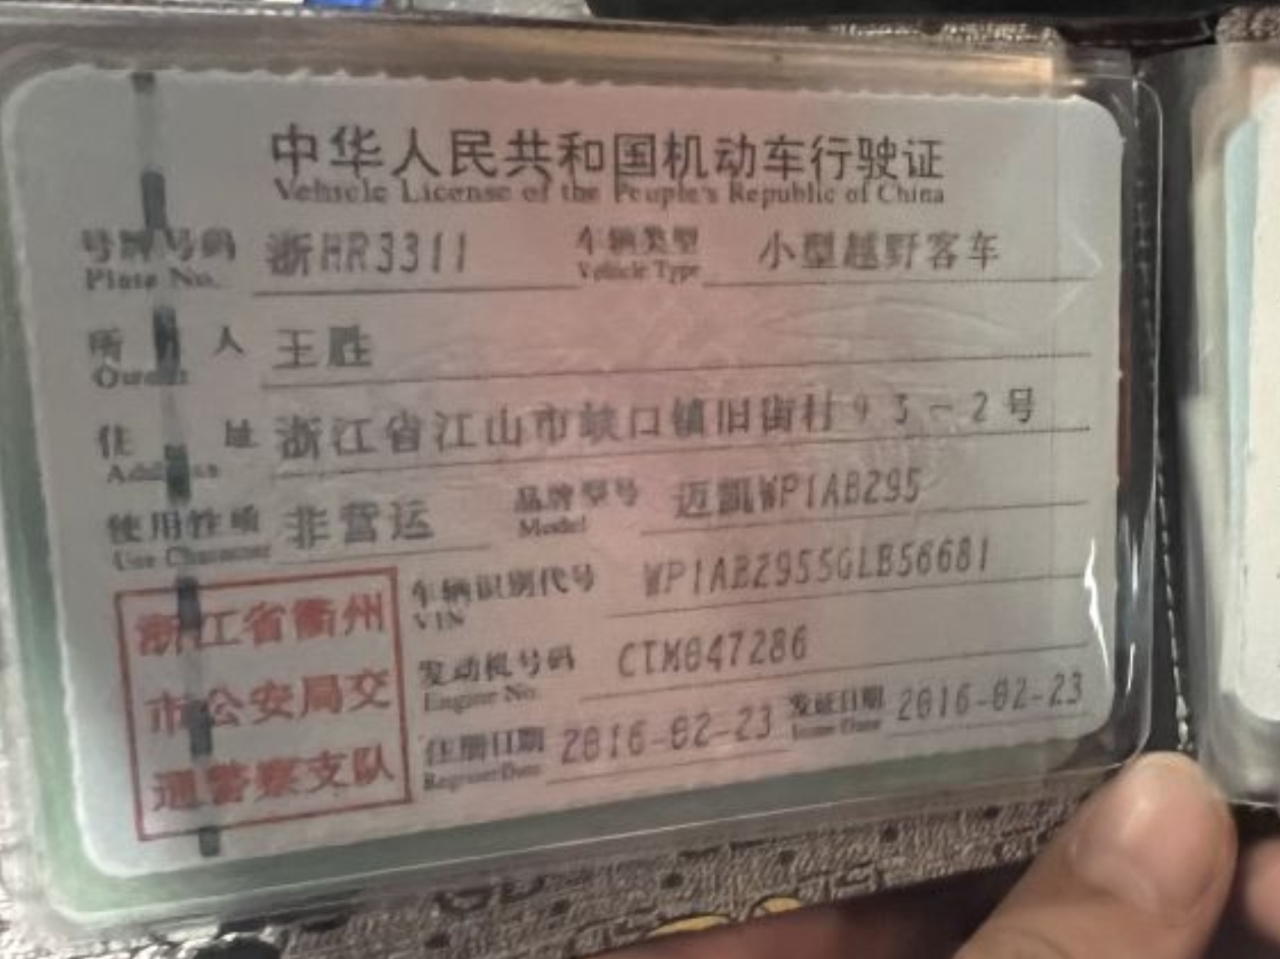 中华人民共和国机动车行驶证
Vehicle License of the People's Republic of China
号牌号码 浙HR3311 车辆类型 小型越野客车
Plate No. Vehicle Type
所 人 王胜
Owner
住 址 浙江省江山市峡口镇旧街村93-2号
Address
使用性质 非营运 品牌型号 迈凯WP1AB295
Use Character Model
浙江省衢州
市公安局交
通警察支队
车辆识别代号 WP1AB2955GLB56681
VIN
发动机号码 CTM047286
Engine No.
注册日期 2016-02-23 发证日期 2016-02-23
Register Date Issue Date